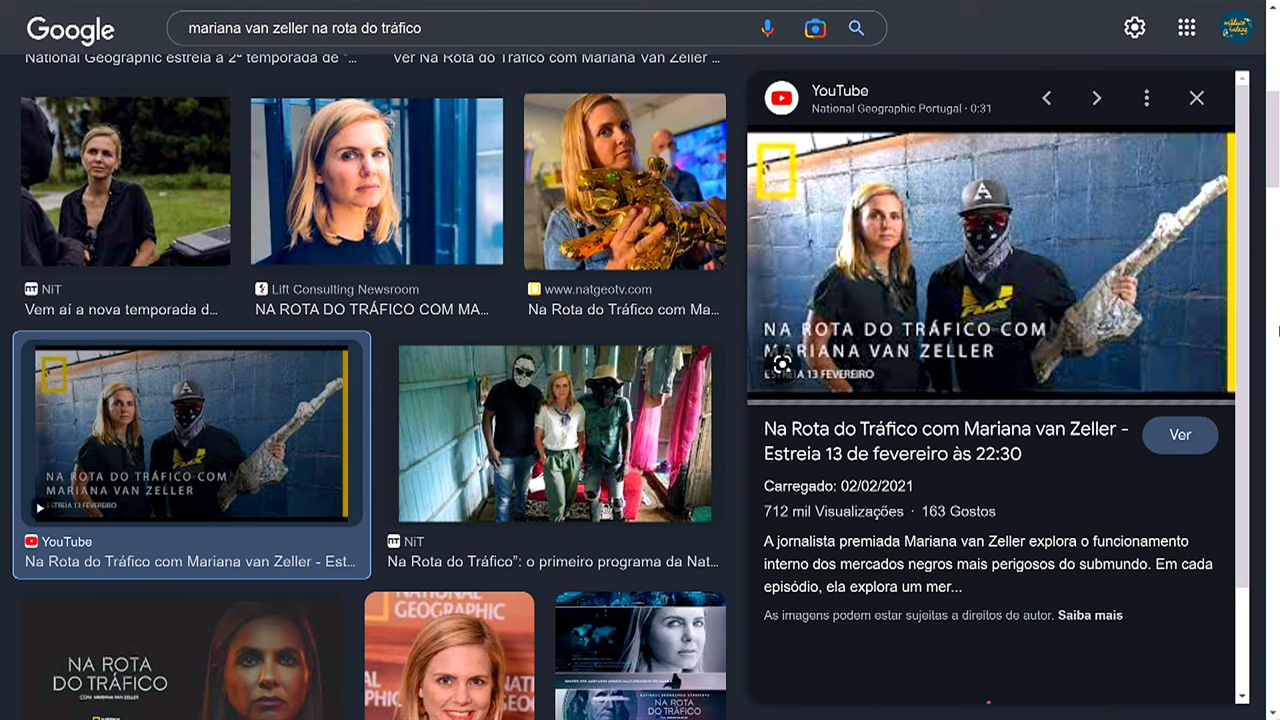 Google
mariana van zeller na rota do tráfico
National Geographic estreia a 2ª temporada de "...
Ver Na Rota do Tráfico com Mariana Van Zeller ...
NiT
Vem aí a nova temporada d...
Lift Consulting Newsroom
NA ROTA DO TRÁFICO COM MA...
www.natgeotv.com
Na Rota do Tráfico com Ma...
NA ROTA DO TRÁFICO COM
MARIANA VAN ZELLER
ESTREIA 13 FEVEREIRO
YouTube
Na Rota do Tráfico com Mariana van Zeller - Est...
NiT
Na Rota do Tráfico”: o primeiro programa da Nat...
NA ROTA
DO TRÁFICO
COM MARIANA VAN ZELLER
NATIONAL
GEOGRAPHIC
NA ROTA
DO TRÁFICO
YouTube
National Geographic Portugal · 0:31
A
NA ROTA DO TRÁFICO COM
MARIANA VAN ZELLER
ESTREIA 13 FEVEREIRO
Na Rota do Tráfico com Mariana van Zeller -
Estreia 13 de fevereiro às 22:30
Ver
Carregado: 02/02/2021
712 mil Visualizações · 163 Gostos
A jornalista premiada Mariana van Zeller explora o funcionamento
interno dos mercados negros mais perigosos do submundo. Em cada
episódio, ela explora um mer...
As imagens podem estar sujeitas a direitos de autor. Saiba mais